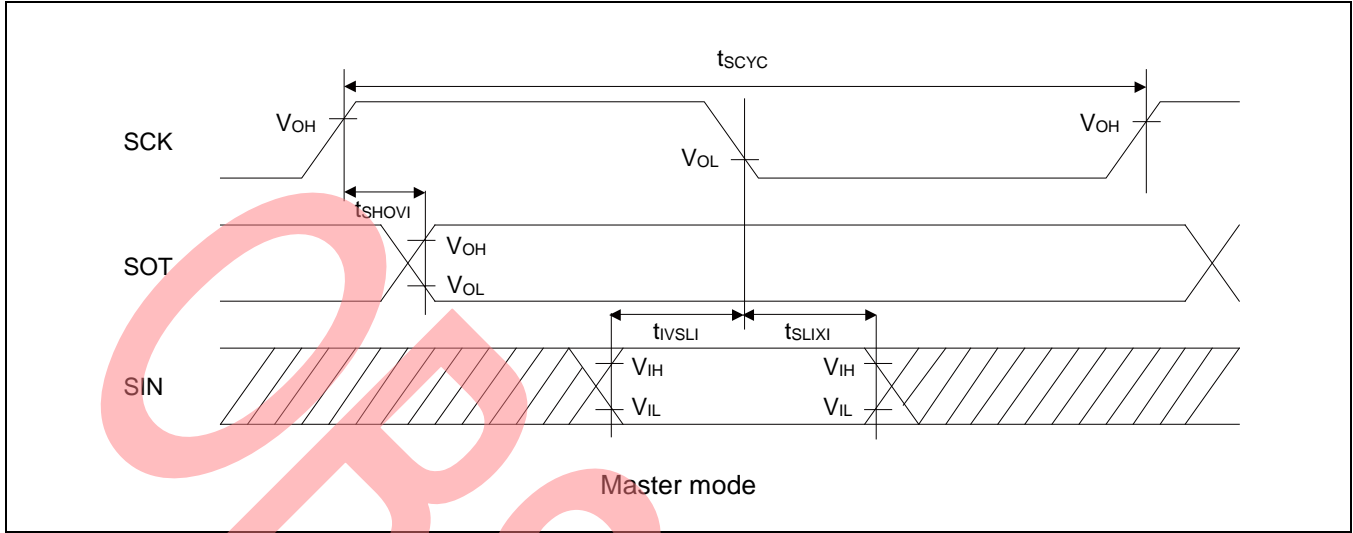 tSCYC
SCK
VOH
VOL
VOH
tSHOVI
SOT
VOH
VOL
tIVSLI
tSLIXI
SIN
VIH
VIL
VIH
VIL
Master mode